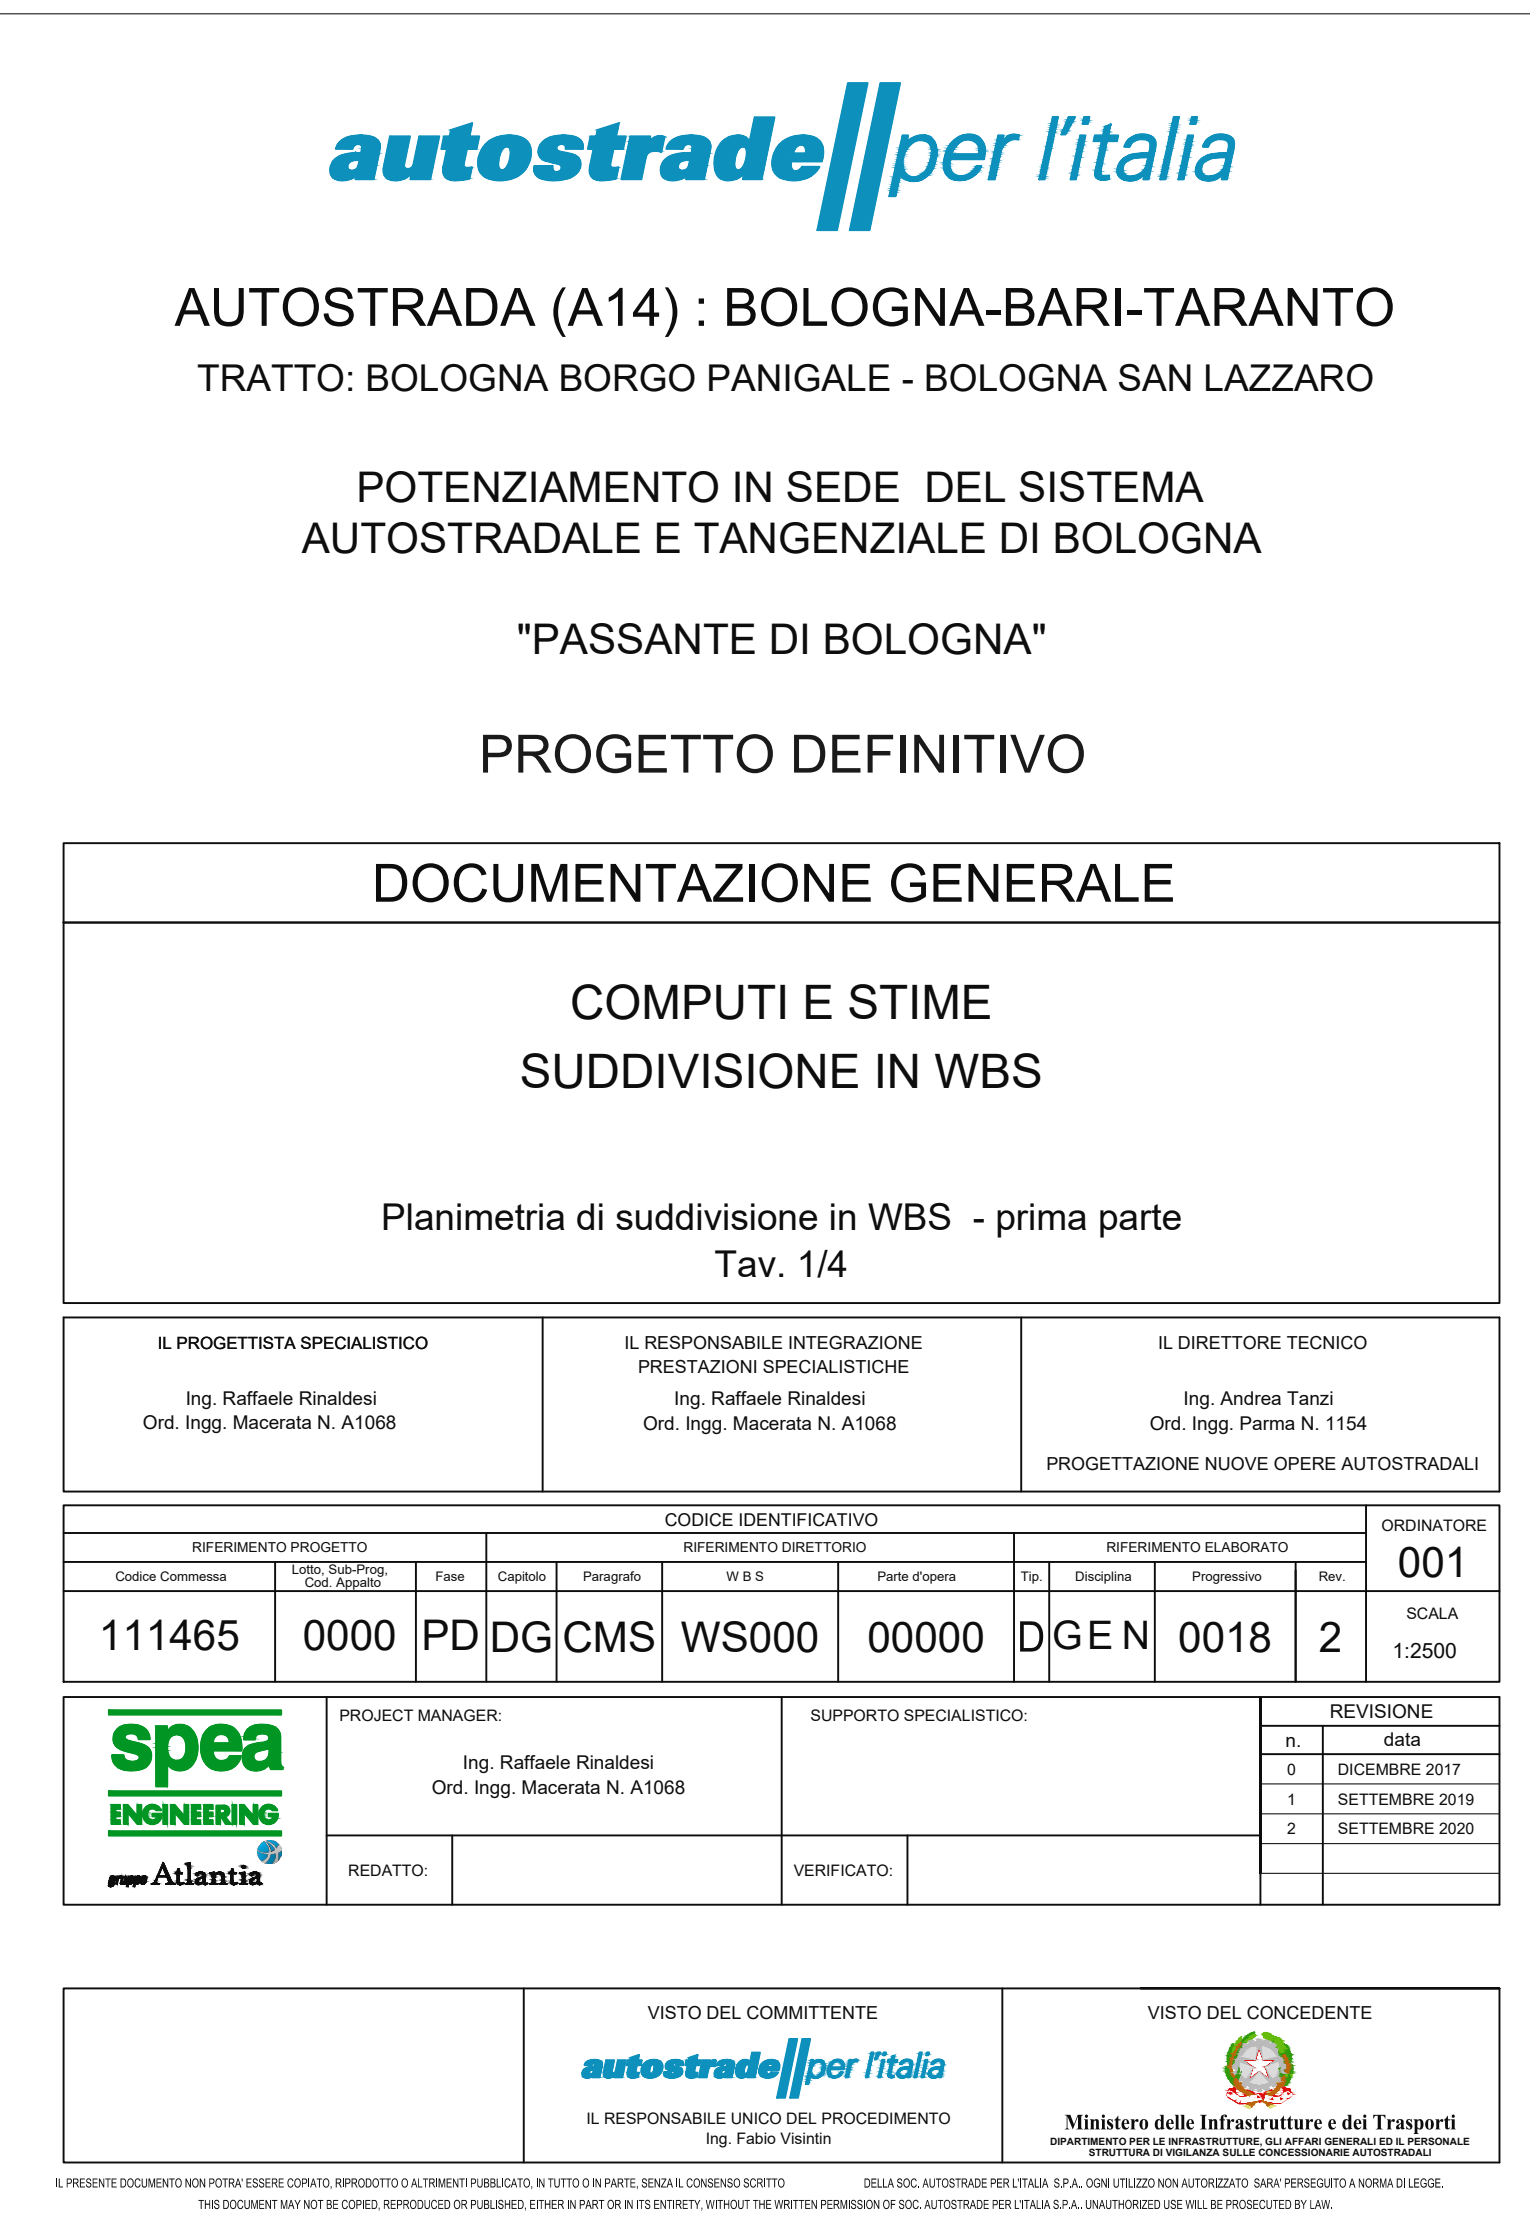 autostrade per l'italia
AUTOSTRADA (A14) : BOLOGNA-BARI-TARANTO
TRATTO: BOLOGNA BORGO PANIGALE - BOLOGNA SAN LAZZARO
POTENZIAMENTO IN SEDE DEL SISTEMA
AUTOSTRADALE E TANGENZIALE DI BOLOGNA
"PASSANTE DI BOLOGNA"
PROGETTO DEFINITIVO
DOCUMENTAZIONE GENERALE
COMPUTI E STIME
SUDDIVISIONE IN WBS
Planimetria di suddivisione in WBS - prima parte
Tav. 1/4
IL PROGETTISTA SPECIALISTICO
Ing. Raffaele Rinaldesi
Ord. Ingg. Macerata N. A1068
IL RESPONSABILE INTEGRAZIONE
PRESTAZIONI SPECIALISTICHE
Ing. Raffaele Rinaldesi
Ord. Ingg. Macerata N. A1068
IL DIRETTORE TECNICO
Ing. Andrea Tanzi
Ord. Ingg. Parma N. 1154
PROGETTAZIONE NUOVE OPERE AUTOSTRADALI
CODICE IDENTIFICATIVO
RIFERIMENTO PROGETTO RIFERIMENTO DIRETTORIO RIFERIMENTO ELABORATO
Codice Commessa Lotto, Sub-Prog, Cod. Appalto Fase Capitolo Paragrafo W B S Parte d'opera Tip. Disciplina Progressivo Rev.
111465 0000 PD DG CMS WS000 00000 D GEN 0018 2
ORDINATORE
001
SCALA
1:2500
spea
ENGINEERING
gruppo Atlantia
PROJECT MANAGER:
Ing. Raffaele Rinaldesi
Ord. Ingg. Macerata N. A1068
SUPPORTO SPECIALISTICO:
REDATTO:
VERIFICATO:
REVISIONE
n. data
0 DICEMBRE 2017
1 SETTEMBRE 2019
2 SETTEMBRE 2020
VISTO DEL COMMITTENTE
autostrade per l'italia
IL RESPONSABILE UNICO DEL PROCEDIMENTO
Ing. Fabio Visintin
VISTO DEL CONCEDENTE
Ministero delle Infrastrutture e dei Trasporti
DIPARTIMENTO PER LE INFRASTRUTTURE, GLI AFFARI GENERALI ED IL PERSONALE
STRUTTURA DI VIGILANZA SULLE CONCESSIONARIE AUTOSTRADALI
IL PRESENTE DOCUMENTO NON POTRA' ESSERE COPIATO, RIPRODOTTO O ALTRIMENTI PUBBLICATO, IN TUTTO O IN PARTE, SENZA IL CONSENSO SCRITTO DELLA SOC. AUTOSTRADE PER L'ITALIA S.P.A.. OGNI UTILIZZO NON AUTORIZZATO SARA' PERSEGUITO A NORMA DI LEGGE.
THIS DOCUMENT MAY NOT BE COPIED, REPRODUCED OR PUBLISHED, EITHER IN PART OR IN ITS ENTIRETY, WITHOUT THE WRITTEN PERMISSION OF SOC. AUTOSTRADE PER L'ITALIA S.P.A.. UNAUTHORIZED USE WILL BE PROSECUTED BY LAW.